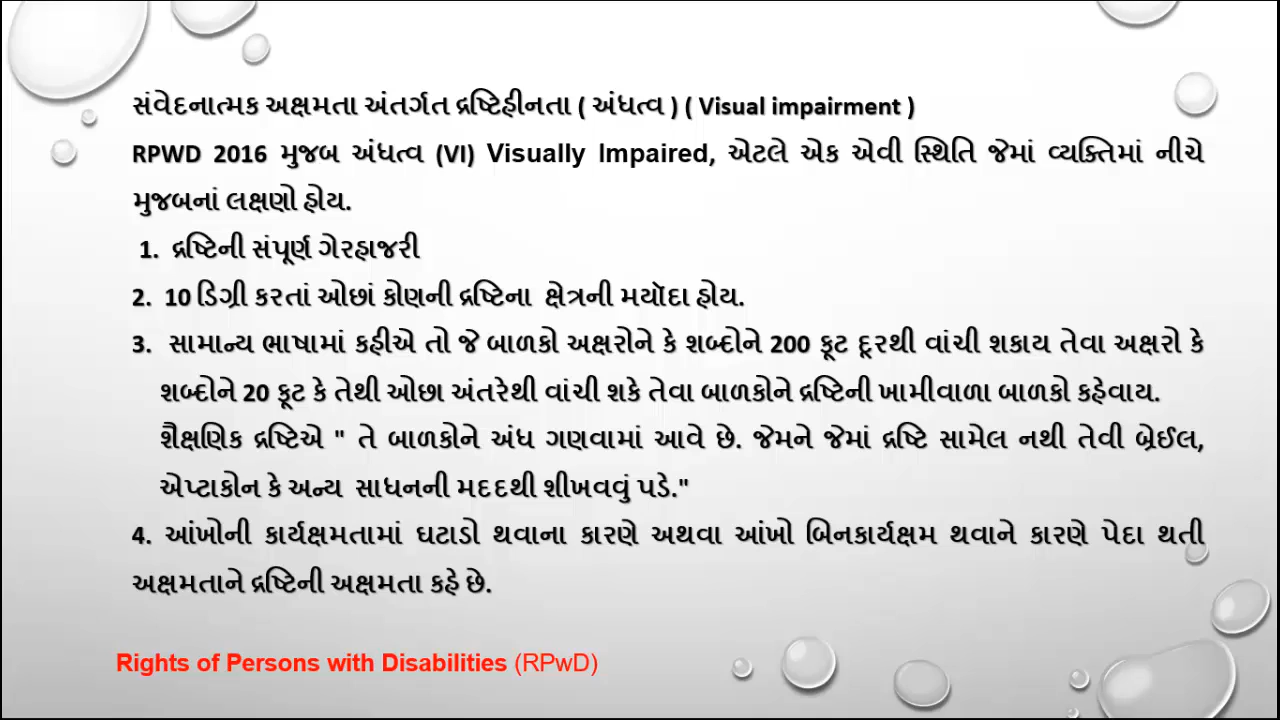 સંવેદનાત્મક અક્ષમતા અંતર્ગત દ્રષ્ટિહીનતા ( અંધત્વ ) ( Visual impairment )
RPWD 2016 મુજબ અંધત્વ (VI) Visually Impaired, એટલે એક એવી સ્થિતિ જેમાં વ્યક્તિમાં નીચે
મુજબનાં લક્ષણો હોય.
1. દ્રષ્ટિની સંપૂર્ણ ગેરહાજરી
2. 10 ડિગ્રી કરતાં ઓછાં કોણની દ્રષ્ટિના ક્ષેત્રની મયૉદા હોય.
3. સામાન્ય ભાષામાં કહીએ તો જે બાળકો અક્ષરોને કે શબ્દોને 200 ફૂટ દૂરથી વાંચી શકાય તેવા અક્ષરો કે
શબ્દોને 20 ફૂટ કે તેથી ઓછા અંતરેથી વાંચી શકે તેવા બાળકોને દ્રષ્ટિની ખામીવાળા બાળકો કહેવાય.
શૈક્ષણિક દ્રષ્ટિએ " તે બાળકોને અંધ ગણવામાં આવે છે. જેમને જેમાં દ્રષ્ટિ સામેલ નથી તેવી બ્રેઈલ,
એપ્ટાકોન કે અન્ય સાધનની મદદથી શીખવવું પડે."
4. આંખોની કાર્યક્ષમતામાં ઘટાડો થવાના કારણે અથવા આંખો બિનકાર્યક્ષમ થવાને કારણે પેદા થતી
અક્ષમતાને દ્રષ્ટિની અક્ષમતા કહે છે.
Rights of Persons with Disabilities (RPwD)